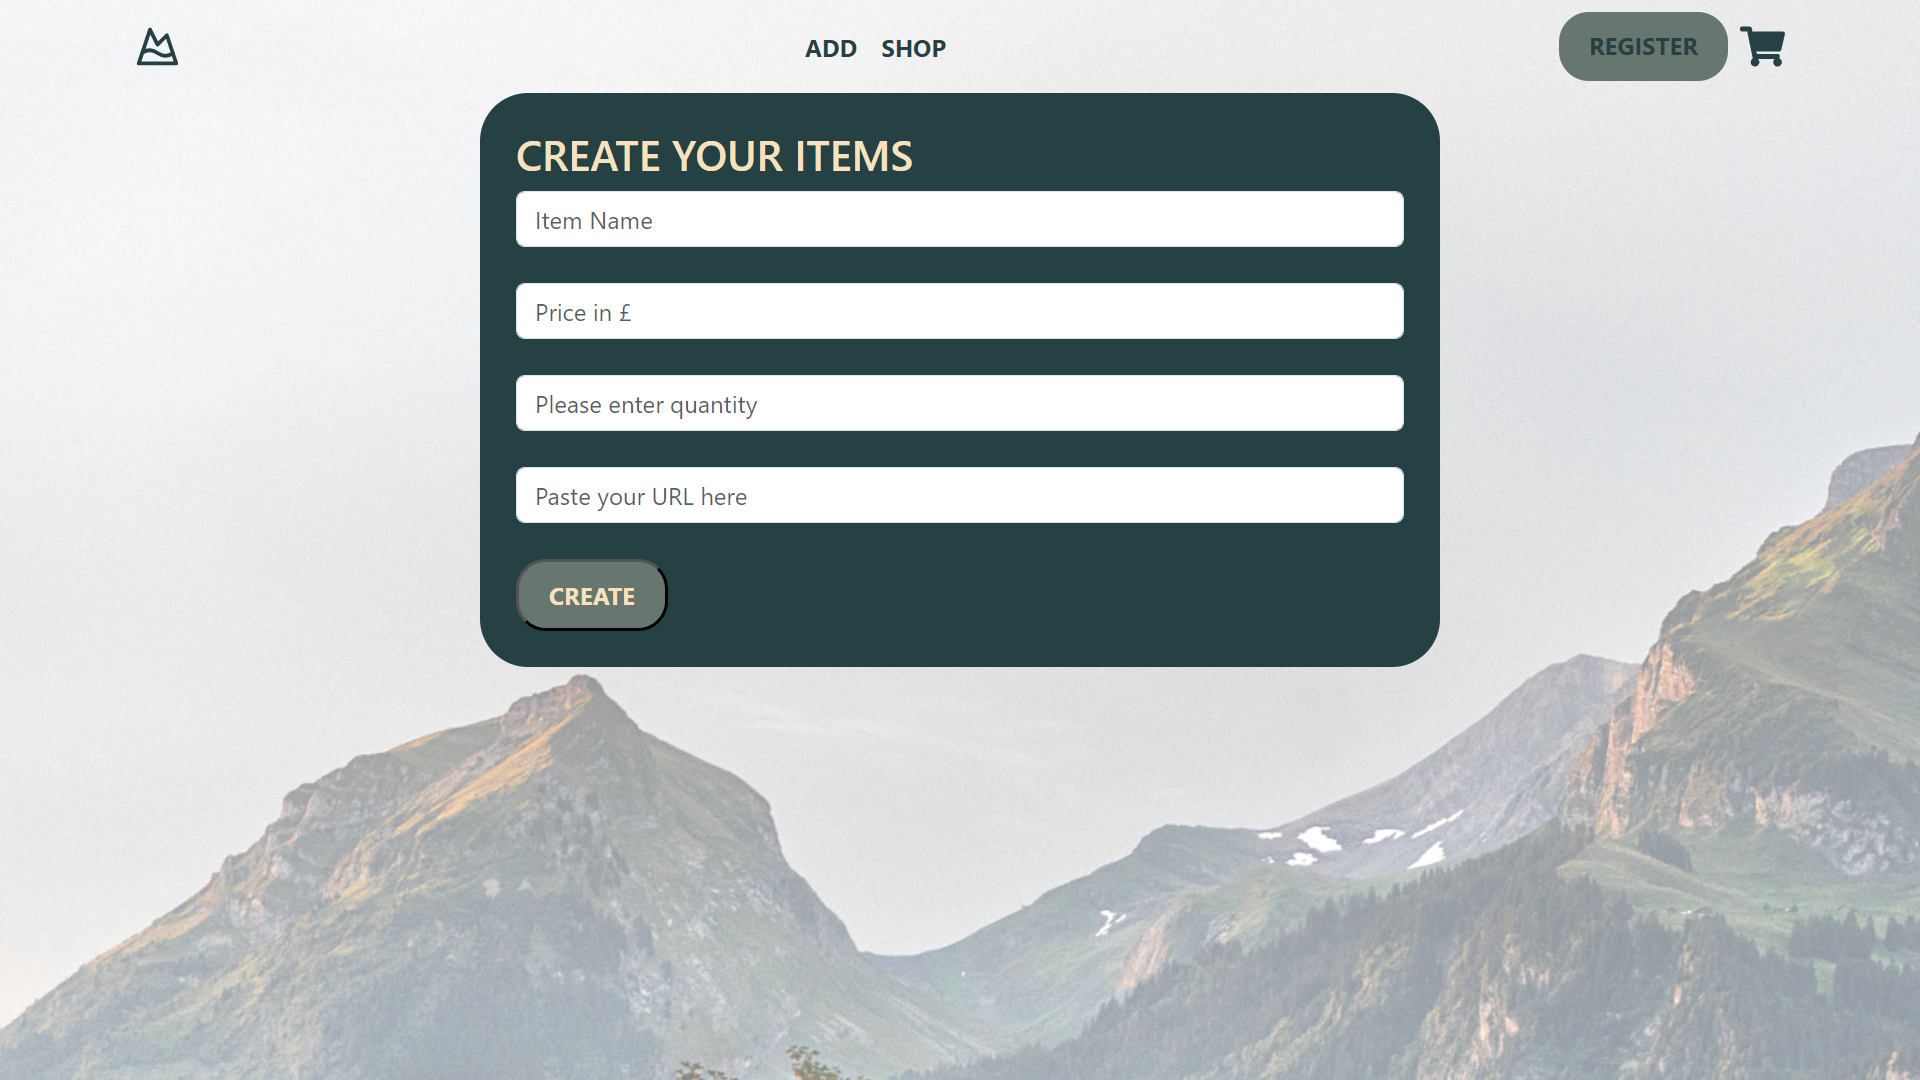 ADD SHOP REGISTER
CREATE YOUR ITEMS
Item Name
Price in £
Please enter quantity
Paste your URL here
CREATE